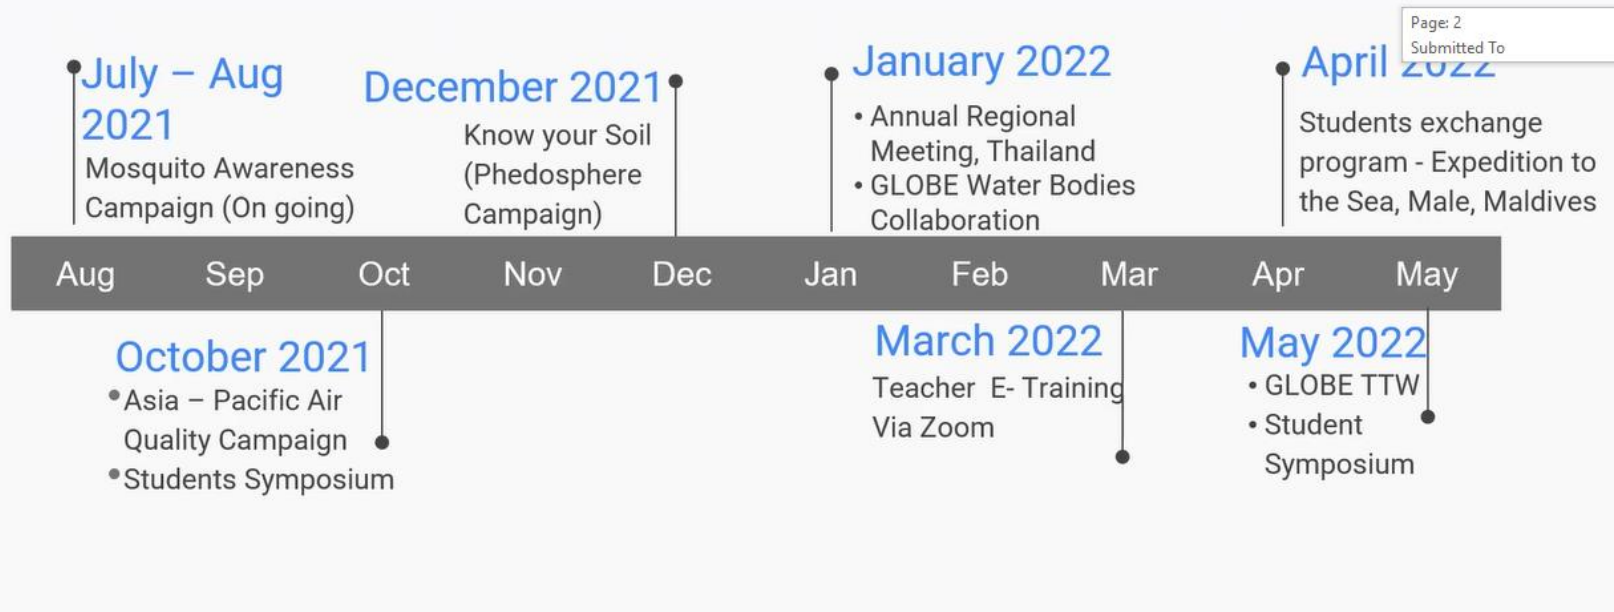 Page: 2
Submitted To
July – Aug
2021
Mosquito Awareness
Campaign (On going)
December 2021
Know your Soil
(Phedosphere
Campaign)
January 2022
• Annual Regional
Meeting, Thailand
• GLOBE Water Bodies
Collaboration
April 2022
Students exchange
program - Expedition to
the Sea, Male, Maldives
Aug Sep Oct Nov Dec Jan Feb Mar Apr May
October 2021
• Asia – Pacific Air
Quality Campaign
• Students Symposium
March 2022
Teacher E- Training
Via Zoom
May 2022
• GLOBE TTW
• Student
Symposium